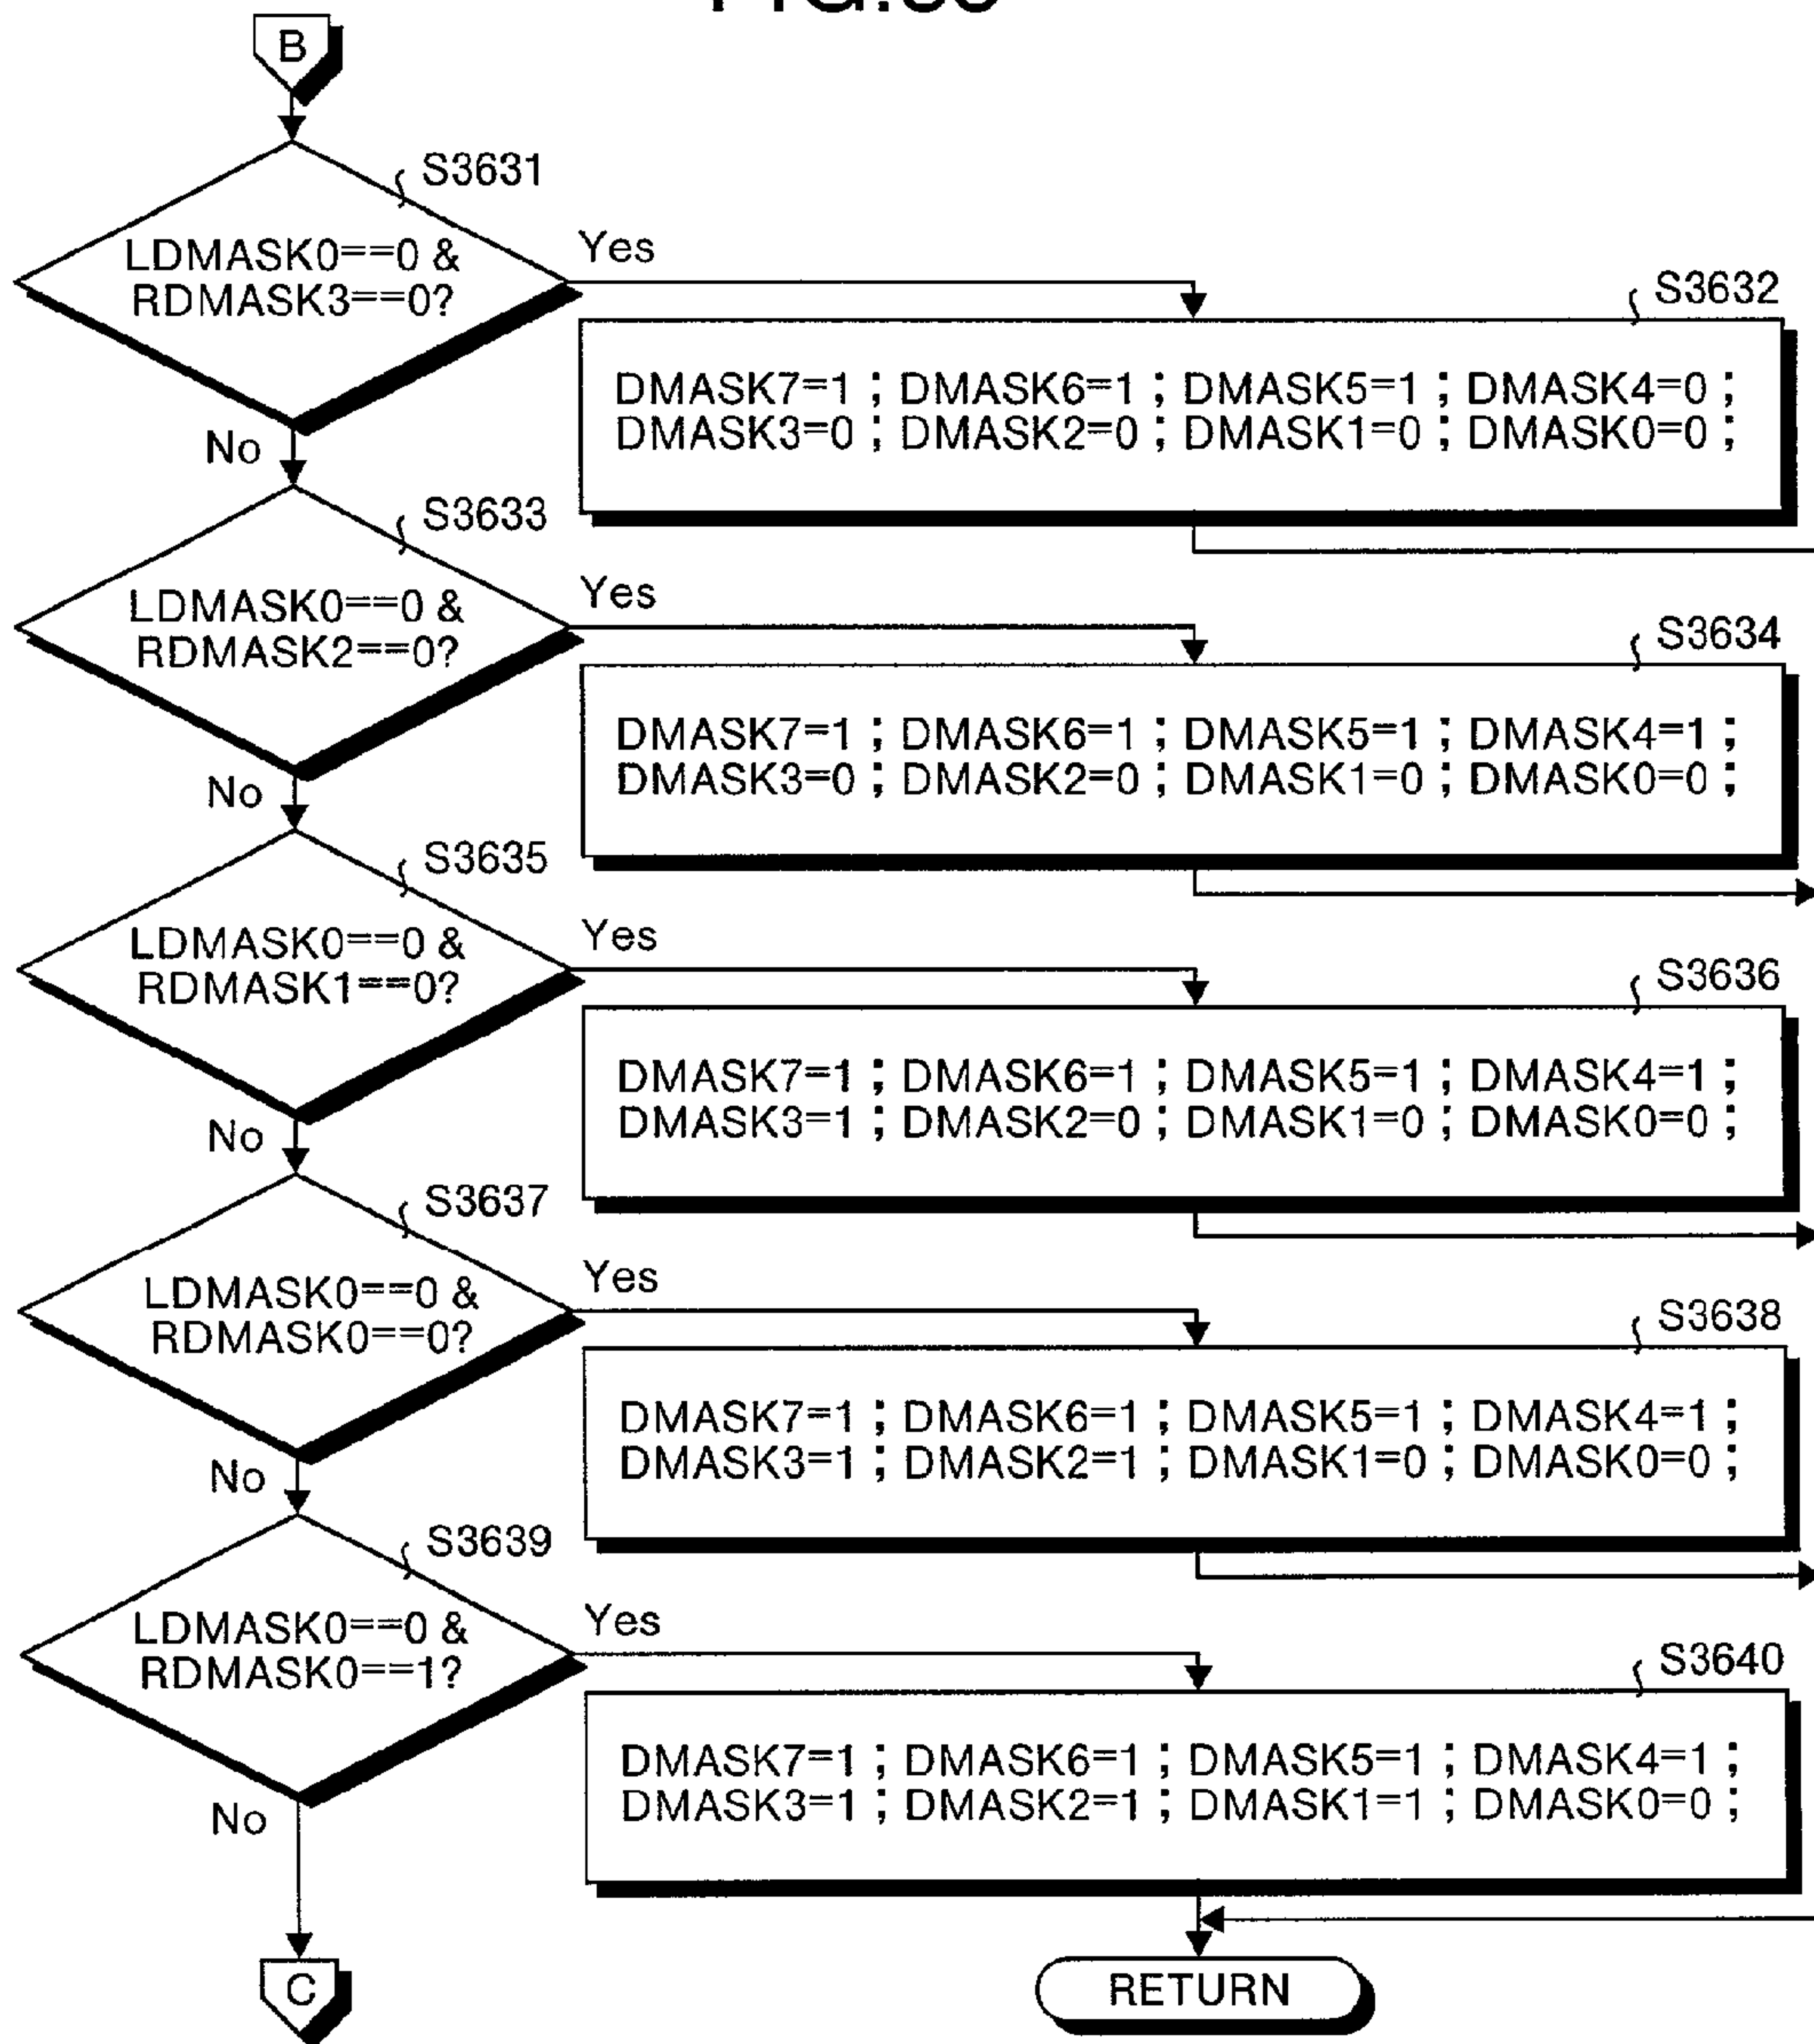 B
S3631
LDMASK0==0 &
RDMASK3==0?
Yes
No
S3632
DMASK7=1 ; DMASK6=1 ; DMASK5=1 ; DMASK4=0 ;
DMASK3=0 ; DMASK2=0 ; DMASK1=0 ; DMASK0=0 ;
S3633
LDMASK0==0 &
RDMASK2==0?
Yes
No
S3634
DMASK7=1 ; DMASK6=1 ; DMASK5=1 ; DMASK4=1 ;
DMASK3=0 ; DMASK2=0 ; DMASK1=0 ; DMASK0=0 ;
S3635
LDMASK0==0 &
RDMASK1==0?
Yes
No
S3636
DMASK7=1 ; DMASK6=1 ; DMASK5=1 ; DMASK4=1 ;
DMASK3=1 ; DMASK2=0 ; DMASK1=0 ; DMASK0=0 ;
S3637
LDMASK0==0 &
RDMASK0==0?
Yes
No
S3638
DMASK7=1 ; DMASK6=1 ; DMASK5=1 ; DMASK4=1 ;
DMASK3=1 ; DMASK2=1 ; DMASK1=0 ; DMASK0=0 ;
S3639
LDMASK0==0 &
RDMASK0==1?
Yes
No
S3640
DMASK7=1 ; DMASK6=1 ; DMASK5=1 ; DMASK4=1 ;
DMASK3=1 ; DMASK2=1 ; DMASK1=1 ; DMASK0=0 ;
C
RETURN